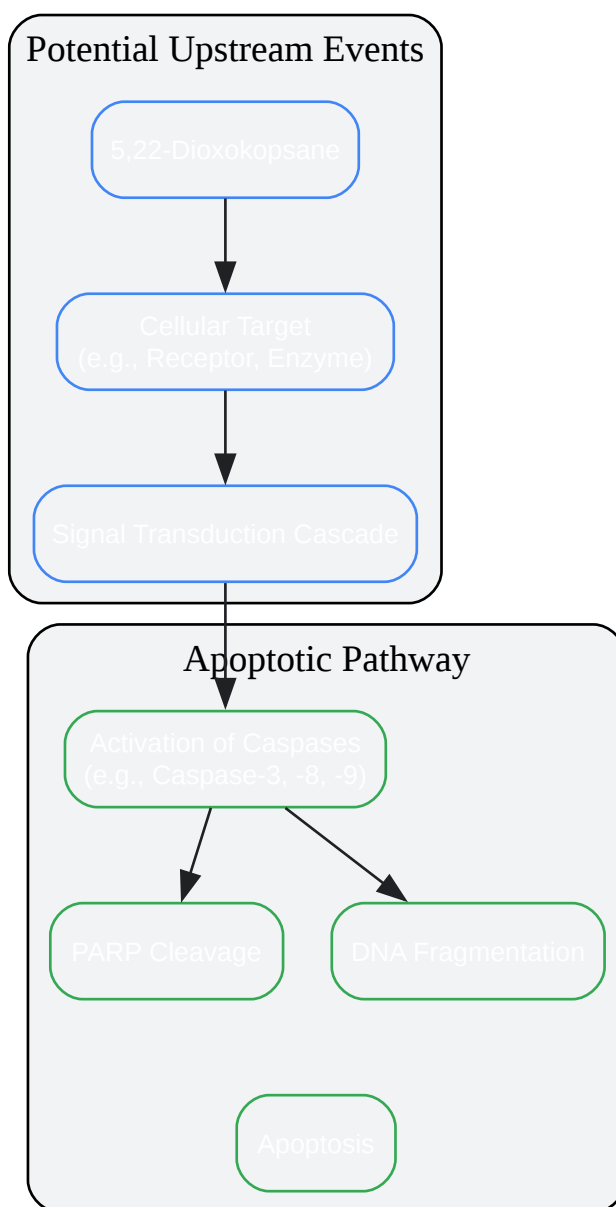 Potential Upstream Events
5,22-Dioxokopsane
Cellular Target
(e.g., Receptor, Enzyme)
Signal Transduction Cascade
Apoptotic Pathway
Activation of Caspases
(e.g., Caspase-3, -8, -9)
PARP Cleavage
DNA Fragmentation
Apoptosis